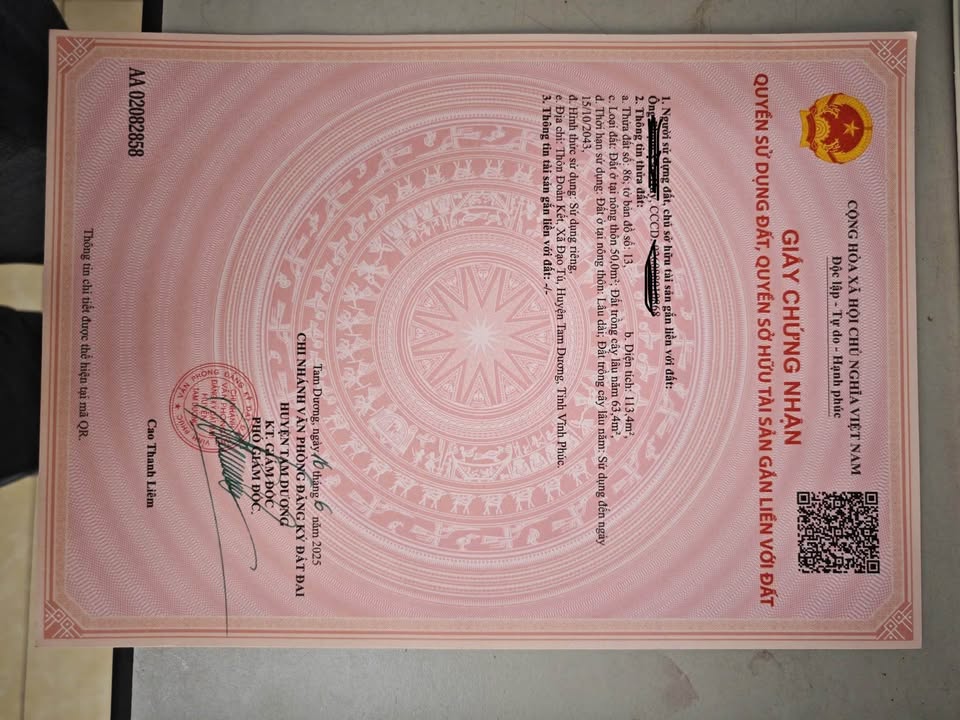 CỘNG HÒA XÃ HỘI CHỦ NGHĨA VIỆT NAM
Độc lập - Tự do - Hạnh phúc
GIẤY CHỨNG NHẬN
QUYỀN SỬ DỤNG ĐẤT, QUYỀN SỞ HỮU TÀI SẢN GẮN LIỀN VỚI ĐẤT
1. Người sử dụng đất, chủ sở hữu tài sản gắn liền với đất:
Ông CCCD
2. Thông tin thửa đất:
a. Thửa đất số: 86; tờ bản đồ số: 13, b. Diện tích: 113,4m²,
c. Loại đất: Đất ở tại nông thôn 50,0m²; Đất trồng cây lâu năm 63,4m²,
d. Thời hạn sử dụng: Đất ở tại nông thôn: Lâu dài; Đất trồng cây lâu năm: Sử dụng đến ngày
15/10/2043,
đ. Hình thức sử dụng: Sử dụng riêng,
e. Địa chỉ: Thôn Đoàn Kết, Xã Đạo Tú, Huyện Tam Dương, Tỉnh Vĩnh Phúc.
3. Thông tin tài sản gắn liền với đất: -/-
Tam Dương, ngày 16 tháng 6 năm 2025
CHI NHÁNH VĂN PHÒNG ĐĂNG KÝ ĐẤT ĐAI
HUYỆN TAM DƯƠNG
KT. GIÁM ĐỐC
PHÓ GIÁM ĐỐC,
Cao Thanh Liêm
AA 02082858
Thông tin chi tiết được thể hiện tại mã QR.